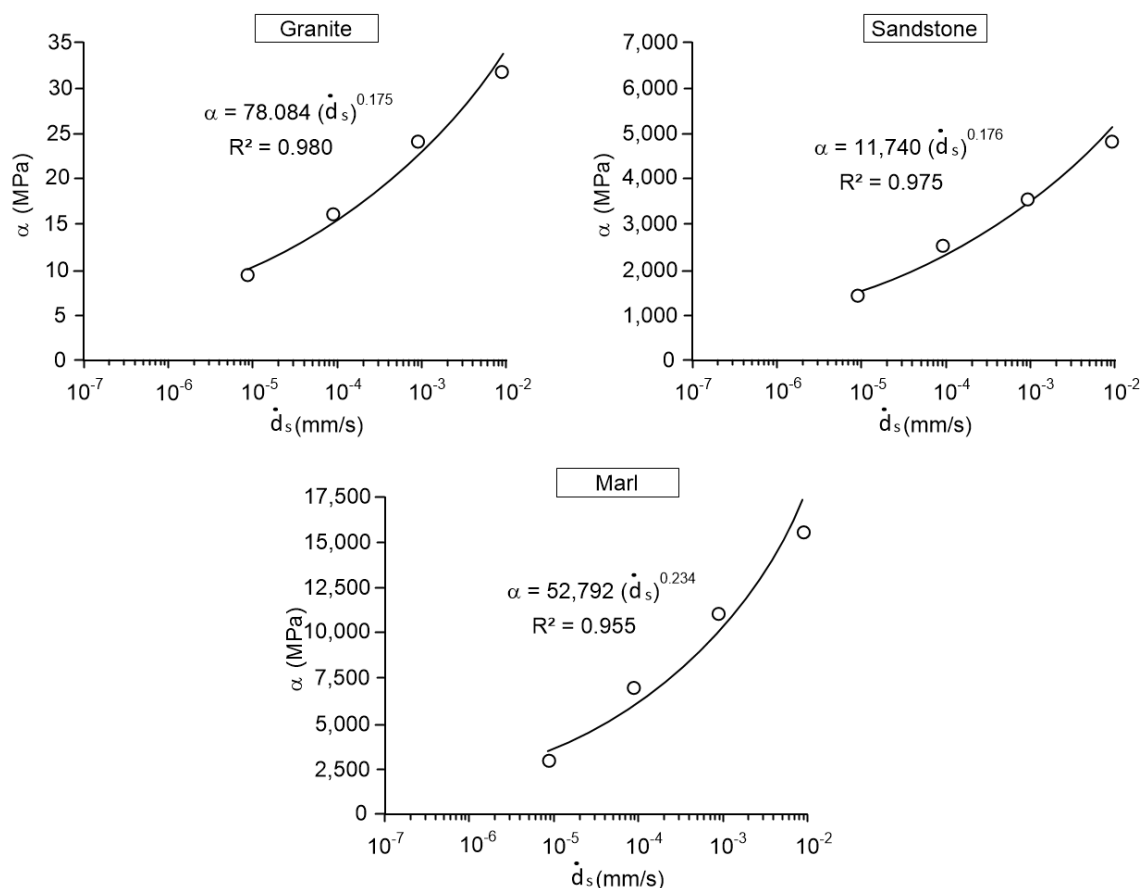 Granite
35
30
25
20
15
10
5
0
α (MPa)
α = 78.084 (ḋₛ)^0.175
R² = 0.980
10⁻⁷ 10⁻⁶ 10⁻⁵ 10⁻⁴ 10⁻³ 10⁻²
ḋₛ(mm/s)
Sandstone
7,000
6,000
5,000
4,000
3,000
2,000
1,000
0
α (MPa)
α = 11,740 (ḋₛ)^0.176
R² = 0.975
10⁻⁷ 10⁻⁶ 10⁻⁵ 10⁻⁴ 10⁻³ 10⁻²
ḋₛ(mm/s)
Marl
17,500
15,000
12,500
10,000
7,500
5,000
2,500
0
α (MPa)
α = 52,792 (ḋₛ)^0.234
R² = 0.955
10⁻⁷ 10⁻⁶ 10⁻⁵ 10⁻⁴ 10⁻³ 10⁻²
ḋₛ(mm/s)